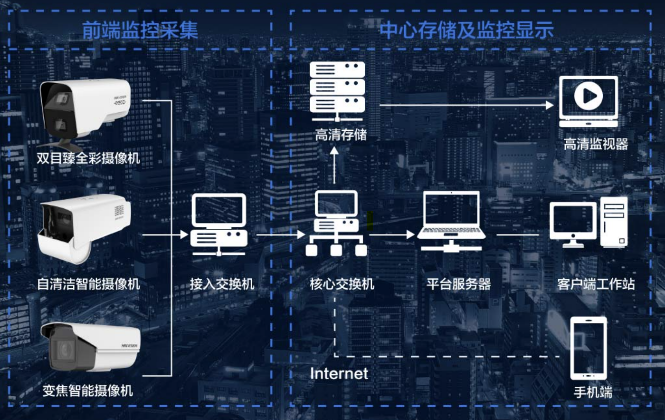 前端监控采集
中心存储及监控显示
双目臻全彩摄像机
高清存储
高清监视器
自清洁智能摄像机
接入交换机
核心交换机
平台服务器
客户端工作站
变焦智能摄像机
Internet
手机端